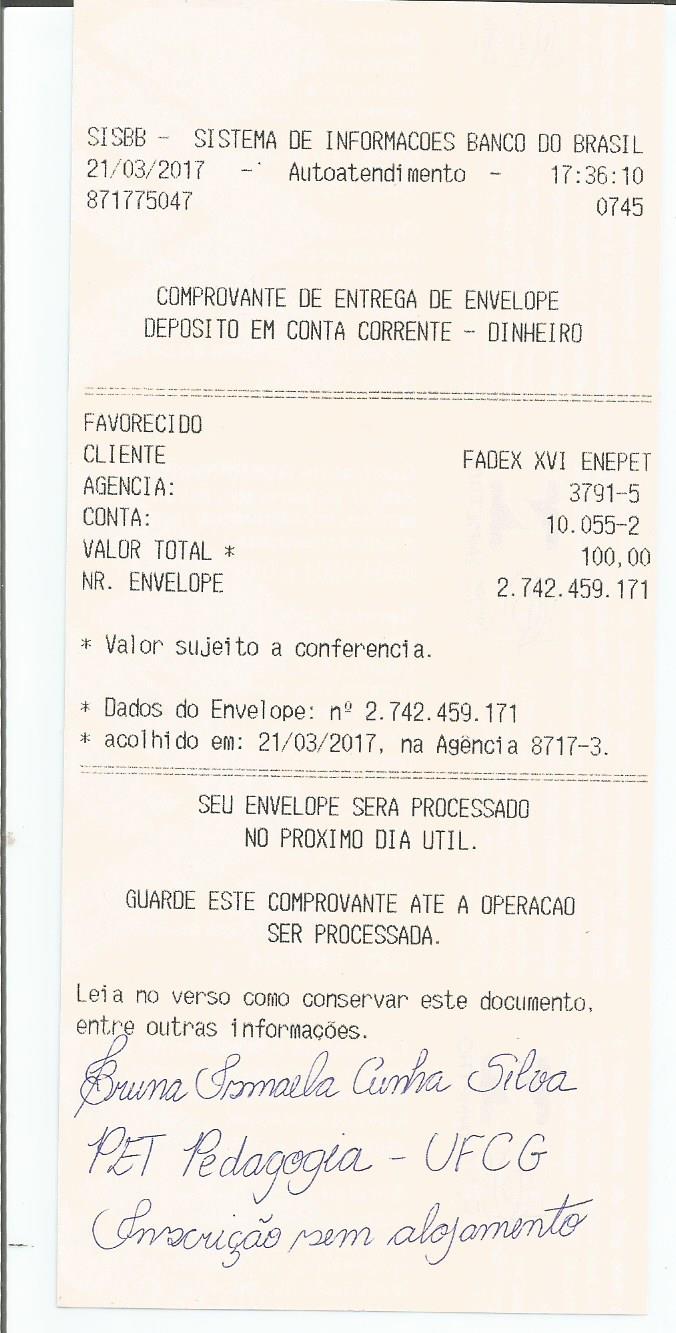 SISBB - SISTEMA DE INFORMACOES BANCO DO BRASIL
21/03/2017 - Autoatendimento - 17:36:10
871775047 0745
COMPROVANTE DE ENTREGA DE ENVELOPE
DEPOSITO EM CONTA CORRENTE - DINHEIRO
FAVORECIDO
CLIENTE FADEX XVI ENEPET
AGENCIA: 3791-5
CONTA: 10.055-2
VALOR TOTAL * 100,00
NR. ENVELOPE 2.742.459.171
* Valor sujeito a conferencia.
* Dados do Envelope: nº 2.742.459.171
* acolhido em: 21/03/2017, na Agência 8717-3.
SEU ENVELOPE SERA PROCESSADO
NO PROXIMO DIA UTIL.
GUARDE ESTE COMPROVANTE ATE A OPERACAO
SER PROCESSADA.
Leia no verso como conservar este documento,
entre outras informações.
Bruna Ismaela Cunha Silva
PET Pedagogia - UFCG
Inscrição sem alojamento